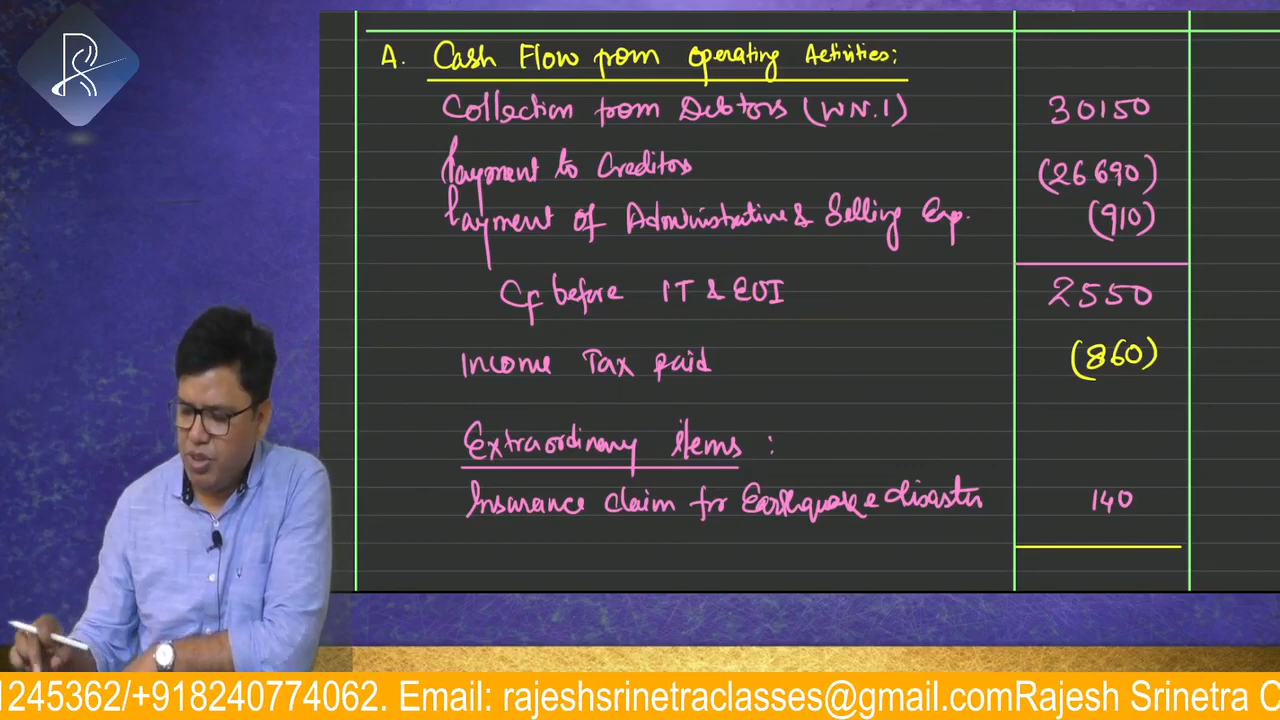 RS
A. Cash Flow from operating Activities:
Collection from Debtors (WN.1) 30150
Payment to Creditors (26690)
Payment of Administrative & Selling Exp. (910)
CF before IT & EOI 2550
Income Tax paid (860)
Extraordinary items :
Insurance claim for Earthquake disaster 140
1245362/+918240774062. Email: rajeshsrinetraclasses@gmail.comRajesh Srinetra C